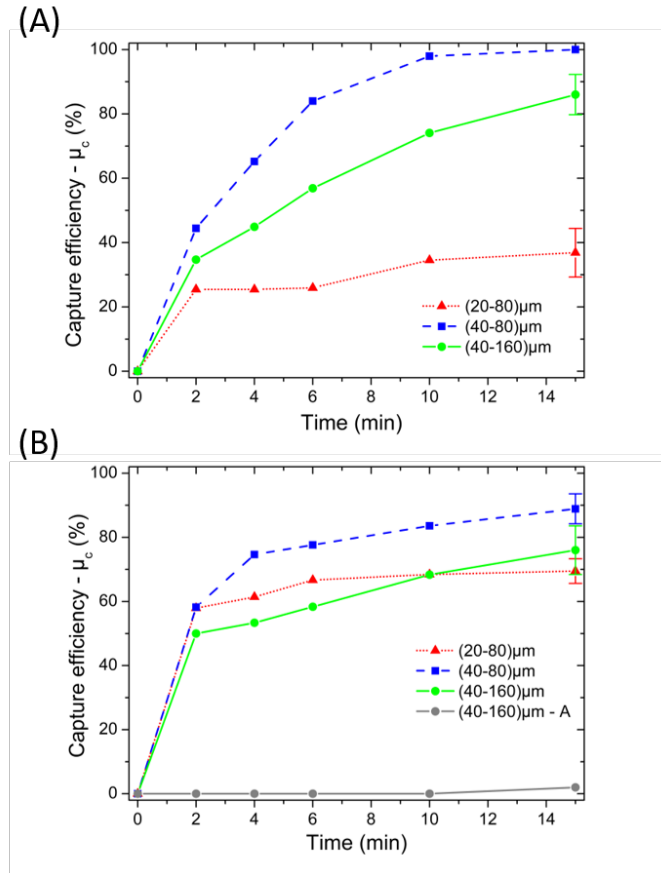 (A)
100
80
60
40
20
0
Capture efficiency - μc (%)
(20-80)μm
(40-80)μm
(40-160)μm
0 2 4 6 8 10 12 14
Time (min)
(B)
100
80
60
40
20
0
Capture efficiency - μc (%)
(20-80)μm
(40-80)μm
(40-160)μm
(40-160)μm - A
0 2 4 6 8 10 12 14
Time (min)